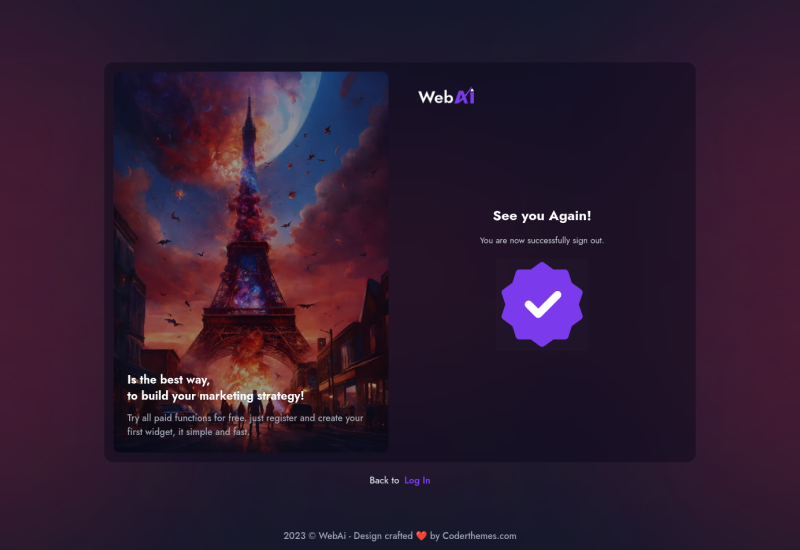 WebAi
See you Again!
You are now successfully sign out.
Is the best way,
to build your marketing strategy!
Try all paid functions for free. just register and create your
first widget, it simple and fast.
Back to Log In
2023 © WebAi - Design crafted ❤️ by Coderthemes.com